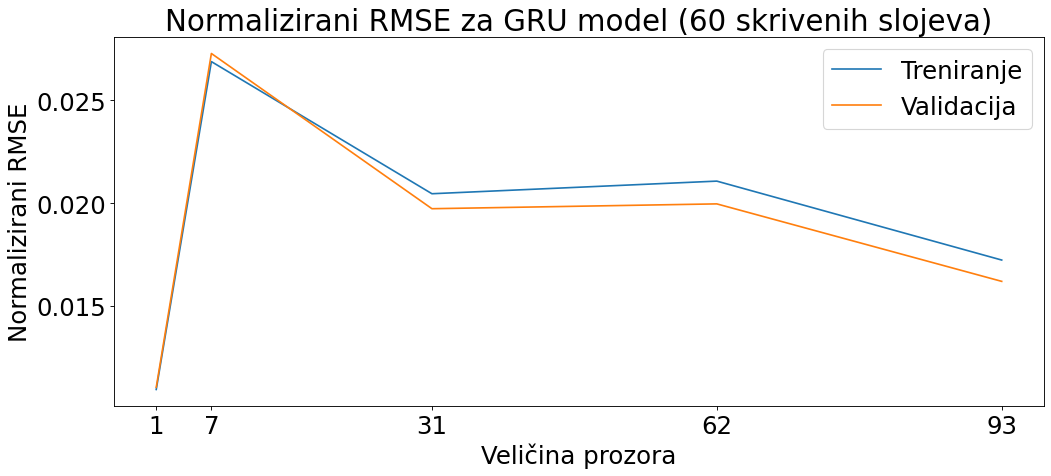 Normalizirani RMSE za GRU model (60 skrivenih slojeva)
Treniranje
Validacija
Normalizirani RMSE
0.025
0.020
0.015
1 7 31 62 93
Veličina prozora